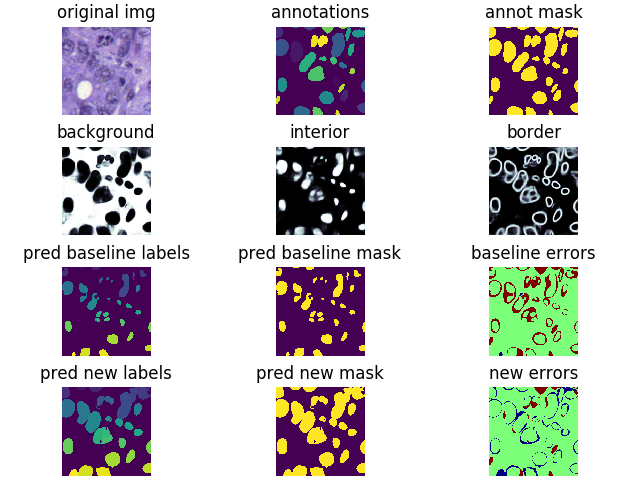 original img
annotations
annot mask
background
interior
border
pred baseline labels
pred baseline mask
baseline errors
pred new labels
pred new mask
new errors